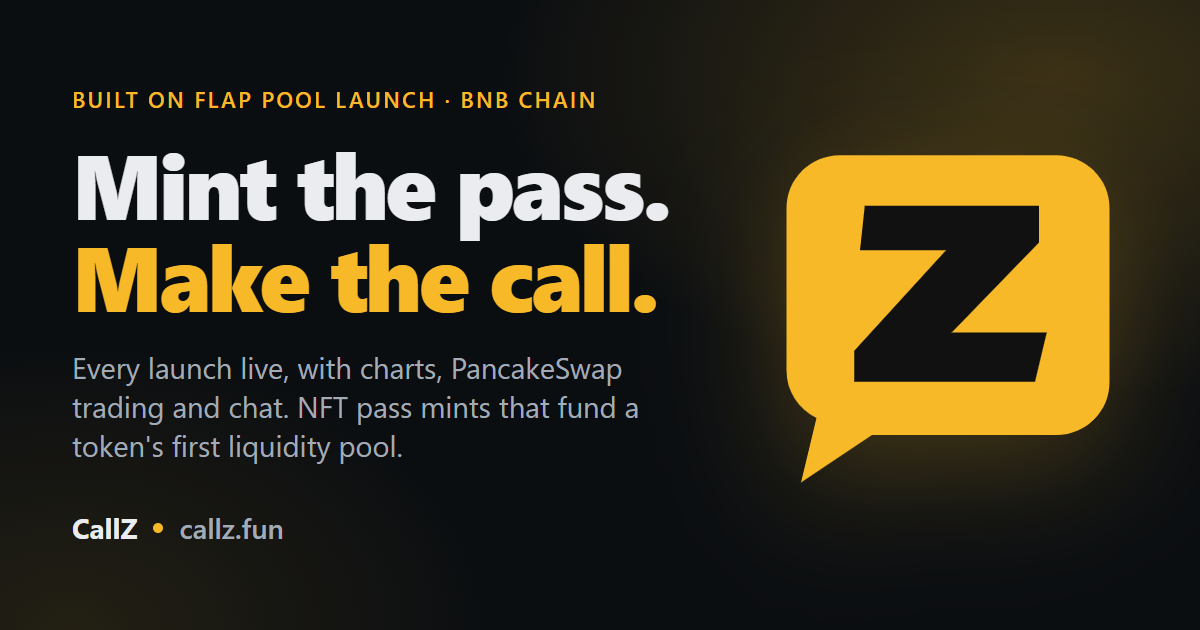 BUILT ON FLAP POOL LAUNCH · BNB CHAIN
Mint the pass.
Make the call.
Every launch live, with charts, PancakeSwap
trading and chat. NFT pass mints that fund a
token's first liquidity pool.
CallZ • callz.fun
Z